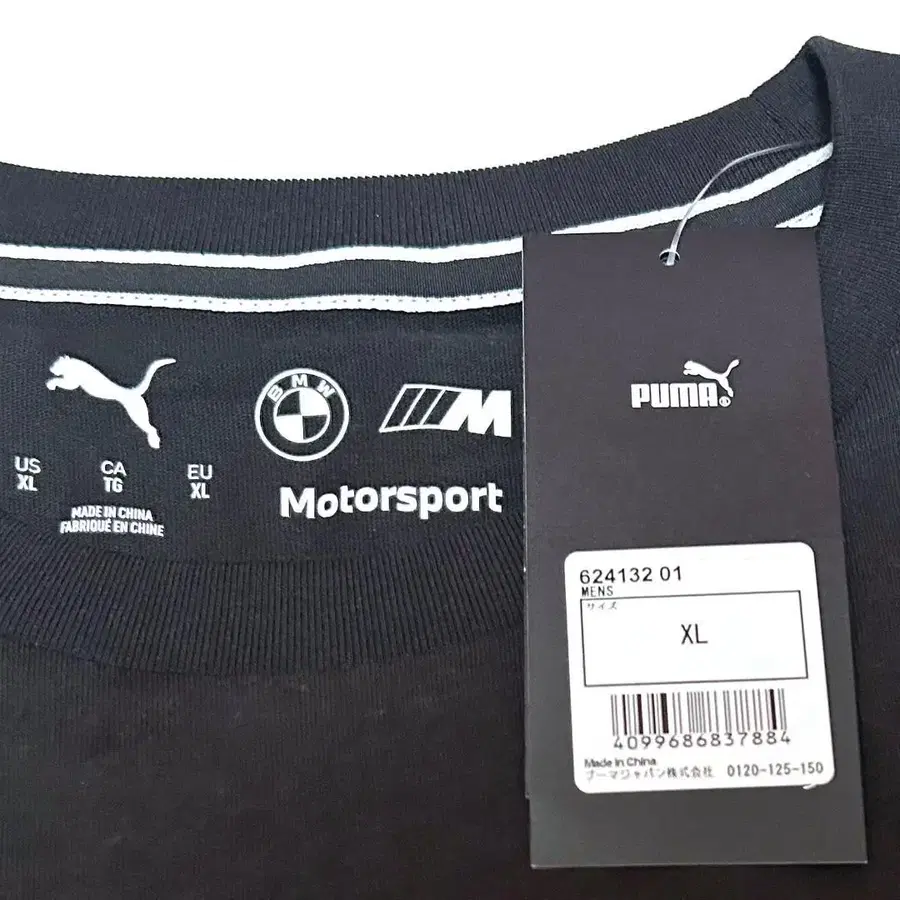 BMW
M
US
XL
CA
TG
EU
XL
MADE IN CHINA
FABRIQUÉ EN CHINE
Motorsport
PUMA
624132 01
MENS
サイズ
XL
4099686837884
Made in China
プーマジャパン株式会社 0120-125-150